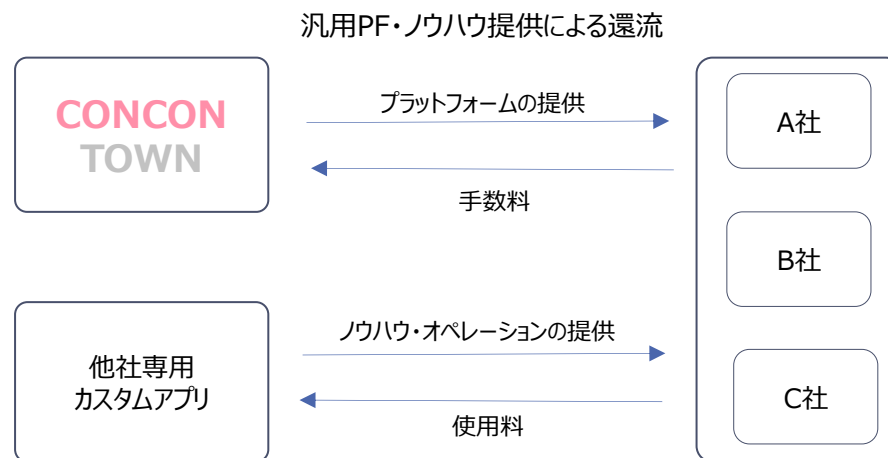 汎用PF・ノウハウ提供による還流
CONCON
TOWN
プラットフォームの提供
手数料
A社
B社
他社専用
カスタムアプリ
ノウハウ・オペレーションの提供
使用料
C社